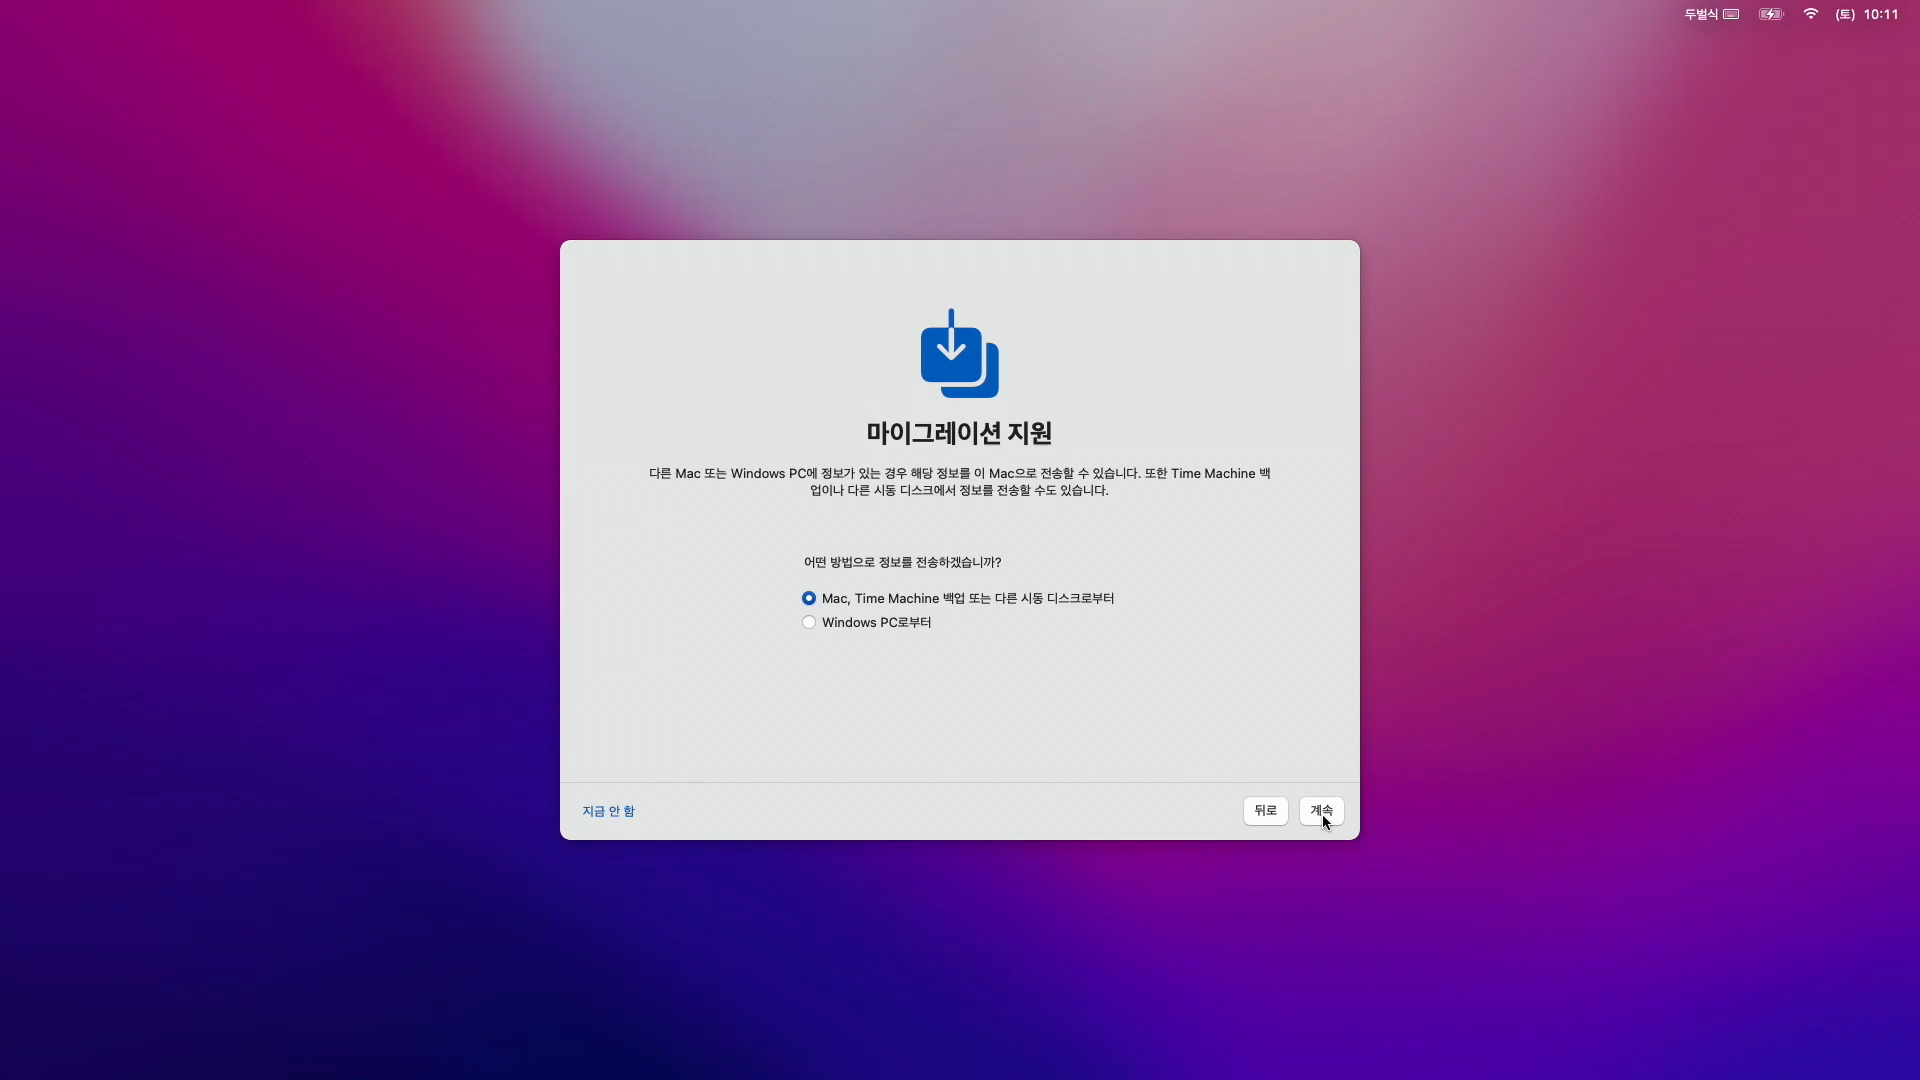 두벌식 (토) 10:11
마이그레이션 지원
다른 Mac 또는 Windows PC에 정보가 있는 경우 해당 정보를 이 Mac으로 전송할 수 있습니다. 또한 Time Machine 백
업이나 다른 시동 디스크에서 정보를 전송할 수도 있습니다.
어떤 방법으로 정보를 전송하겠습니까?
Mac, Time Machine 백업 또는 다른 시동 디스크로부터
Windows PC로부터
지금 안 함 뒤로 계속